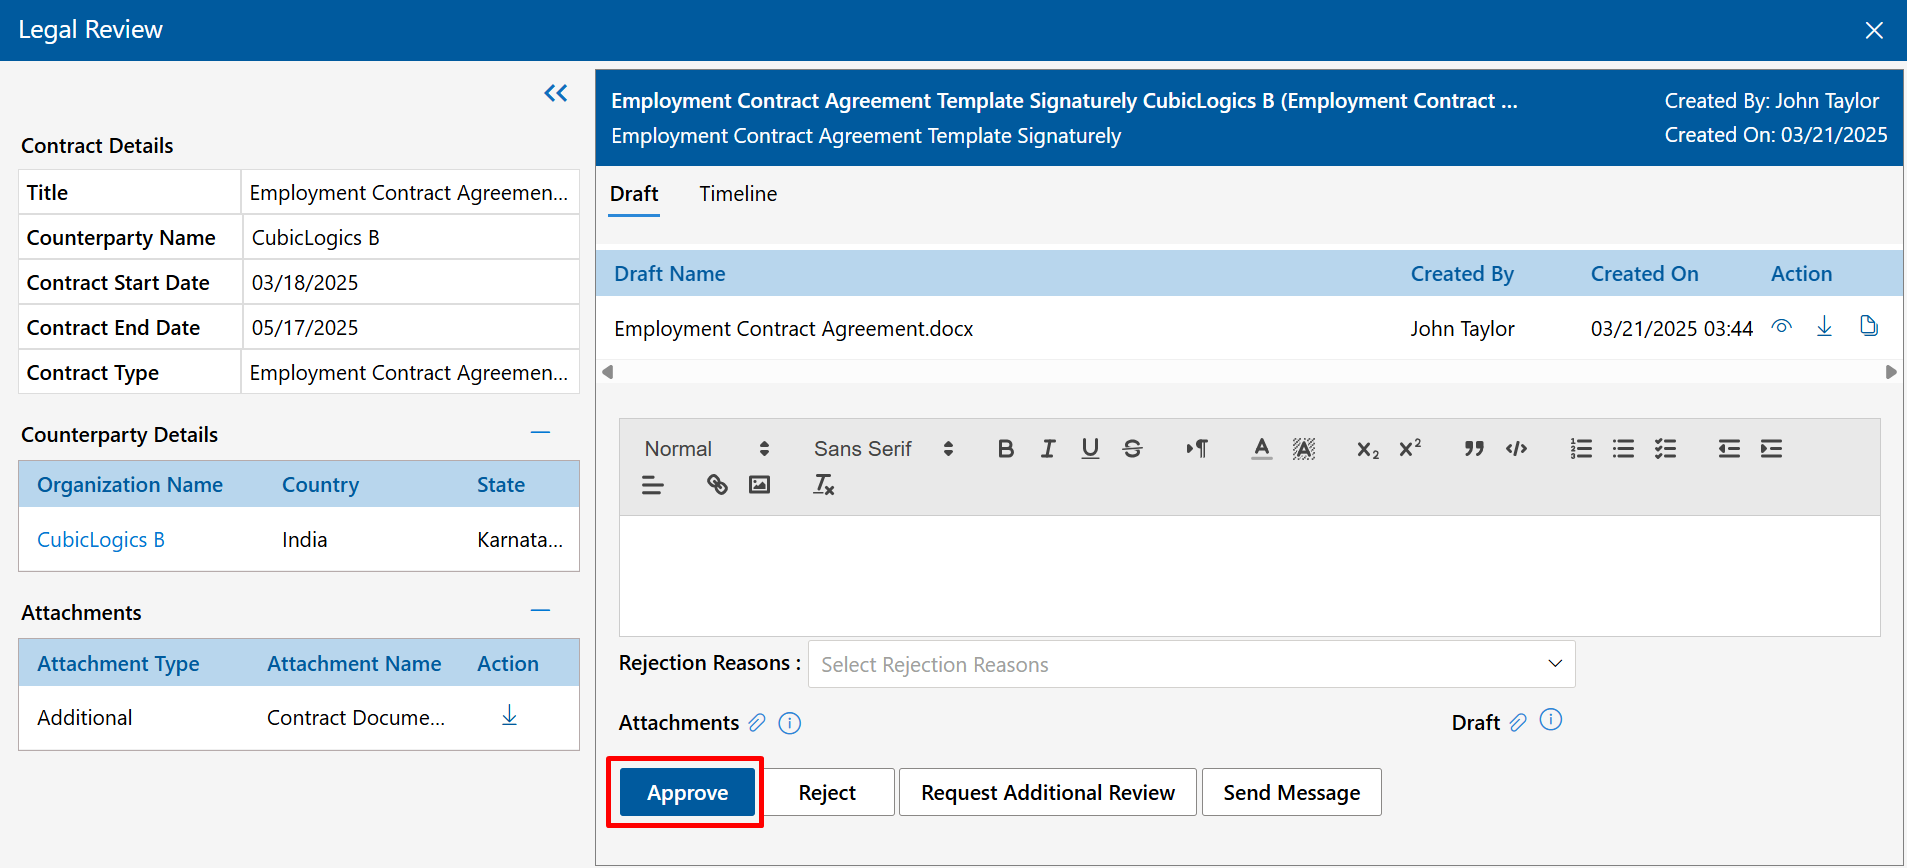 Legal Review
Contract Details
Title Employment Contract Agreemen...
Counterparty Name CubicLogics B
Contract Start Date 03/18/2025
Contract End Date 05/17/2025
Contract Type Employment Contract Agreemen...
Counterparty Details
Organization Name Country State
CubicLogics B India Karnata...
Attachments
Attachment Type Attachment Name Action
Additional Contract Docume...
Employment Contract Agreement Template Signaturely CubicLogics B (Employment Contract ...
Created By: John Taylor
Employment Contract Agreement Template Signaturely
Created On: 03/21/2025
Draft Timeline
Draft Name Created By Created On Action
Employment Contract Agreement.docx John Taylor 03/21/2025 03:44
Normal Sans Serif
Rejection Reasons : Select Rejection Reasons
Attachments Draft
Approve Reject Request Additional Review Send Message